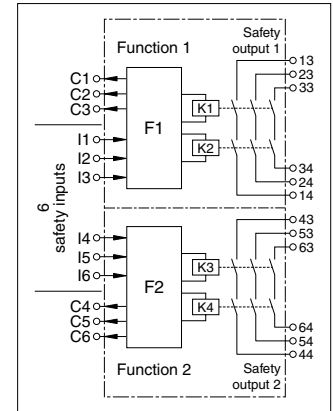 Function 1
Safety
output 1
C1
C2
C3
F1
K1
K2
13
23
33
I1
I2
I3
34
24
14
6
safety inputs
I4
I5
I6
F2
K3
K4
43
53
63
C4
C5
C6
64
54
44
Function 2
Safety
output 2